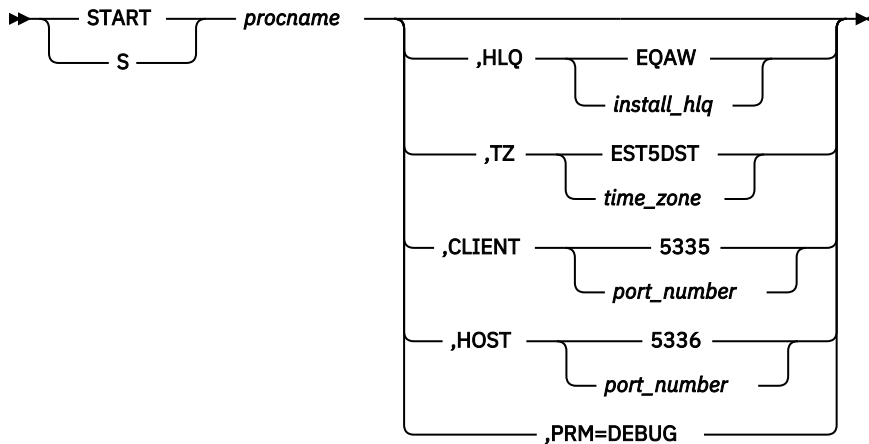 START procname
S
,HLQ EQAW
install_hlq
,TZ EST5DST
time_zone
,CLIENT 5335
port_number
,HOST 5336
port_number
,PRM=DEBUG